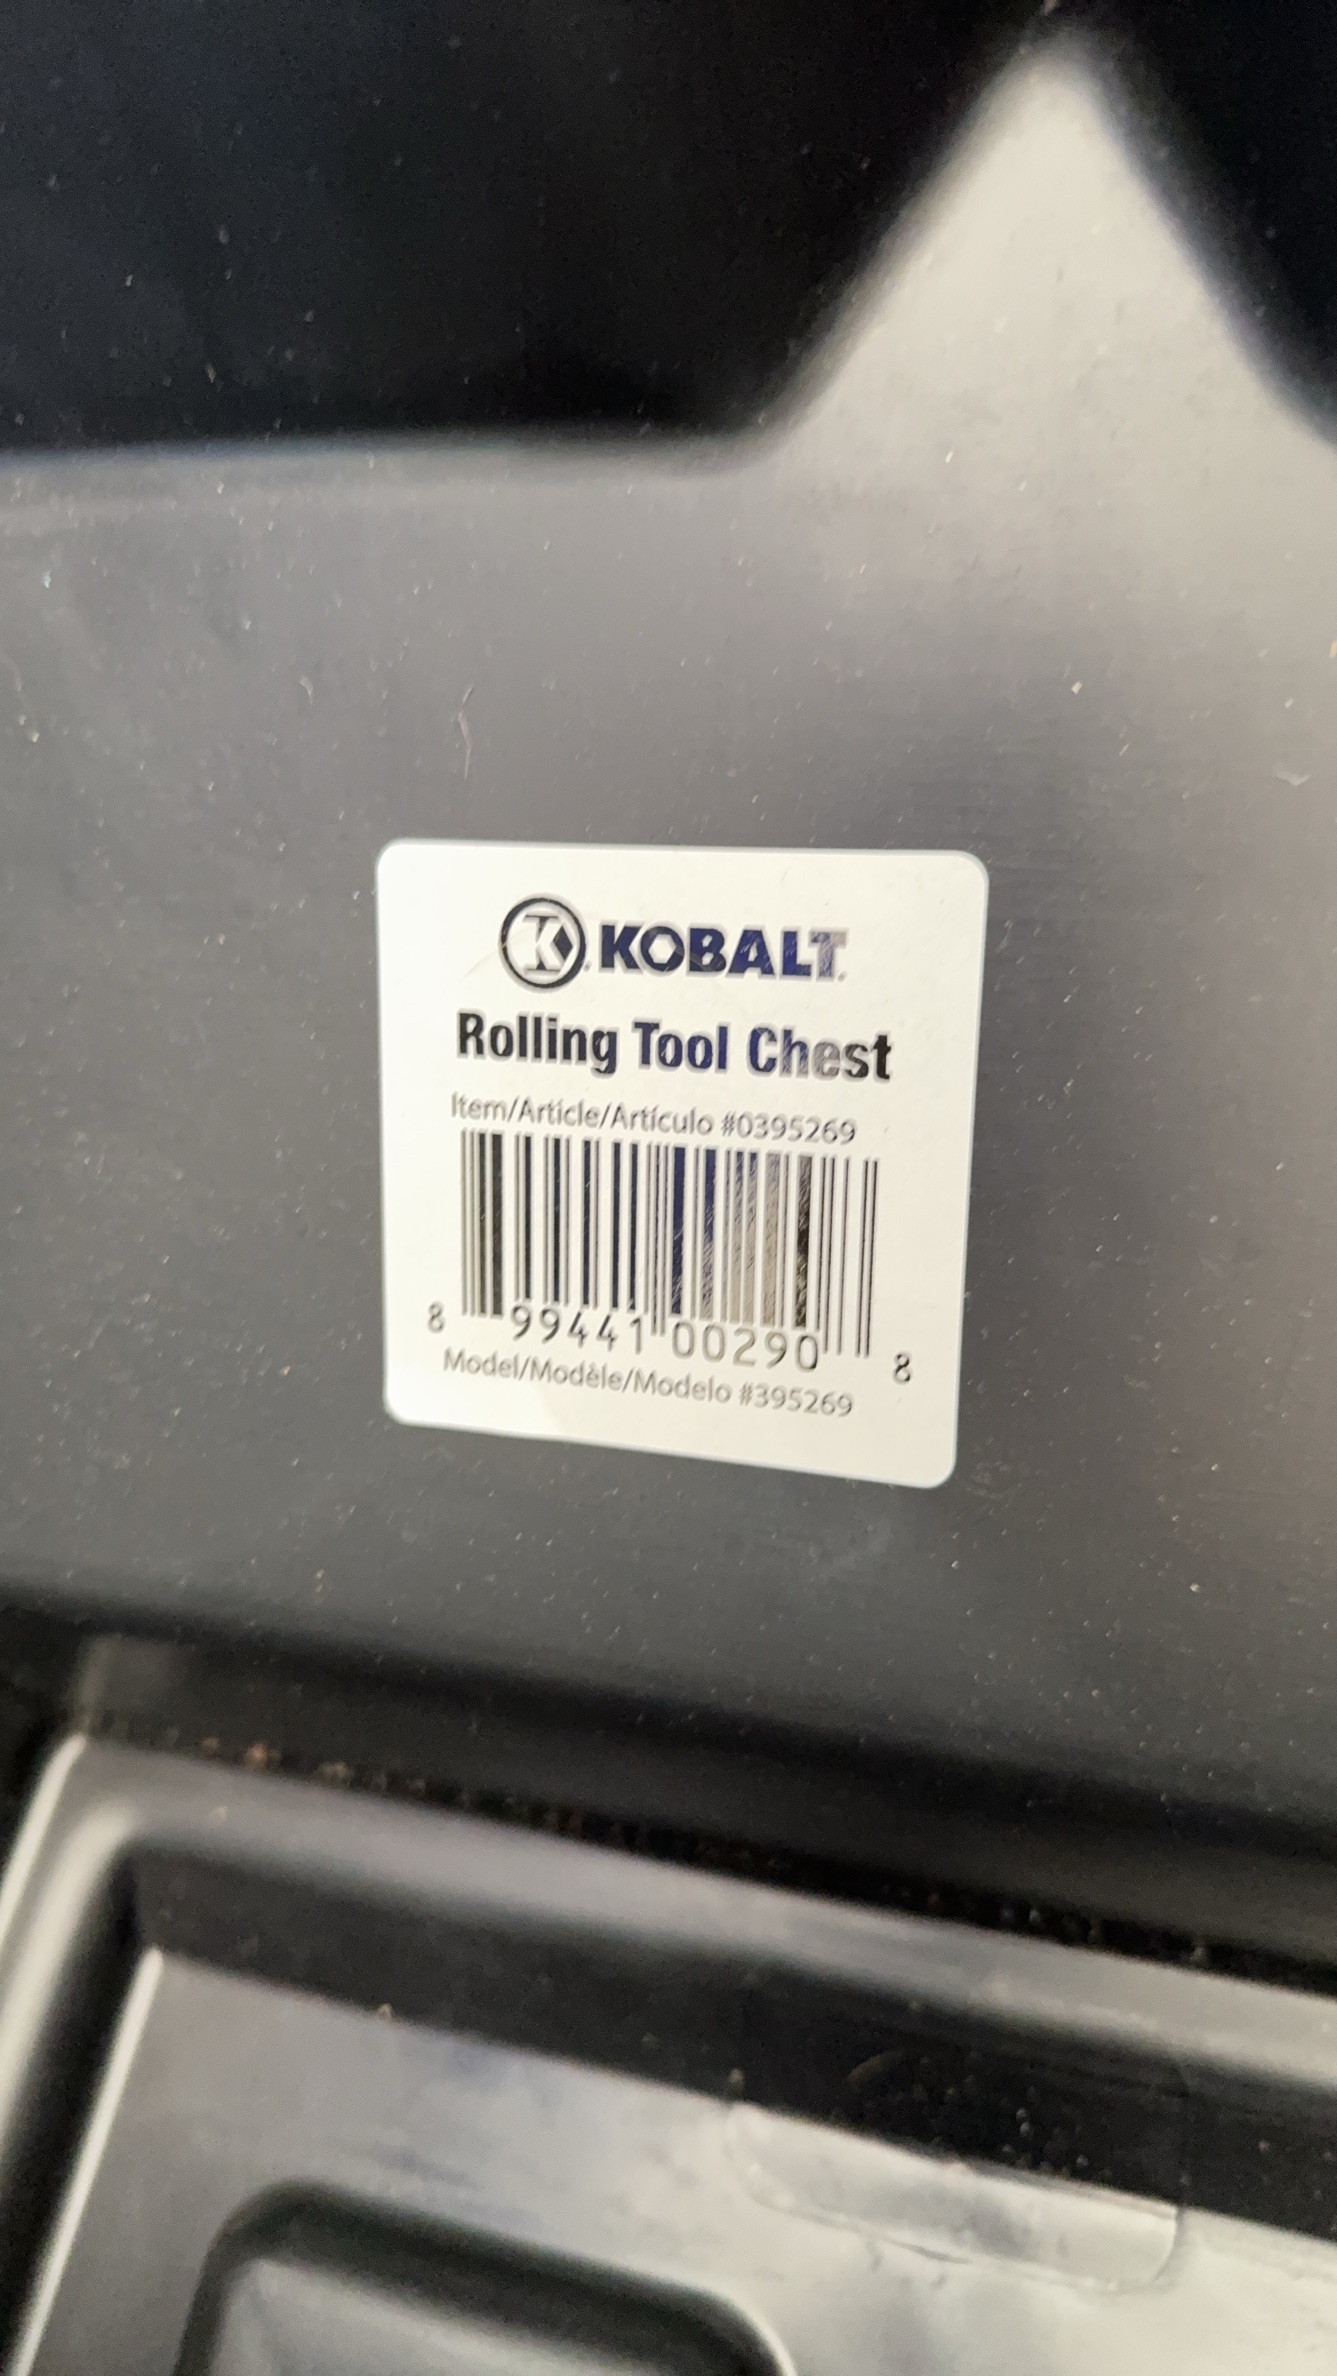 K KOBALT
Rolling Tool Chest
Item/Article/Artículo #0395269
8 99441 00290 8
Model/Modèle/Modelo #395269